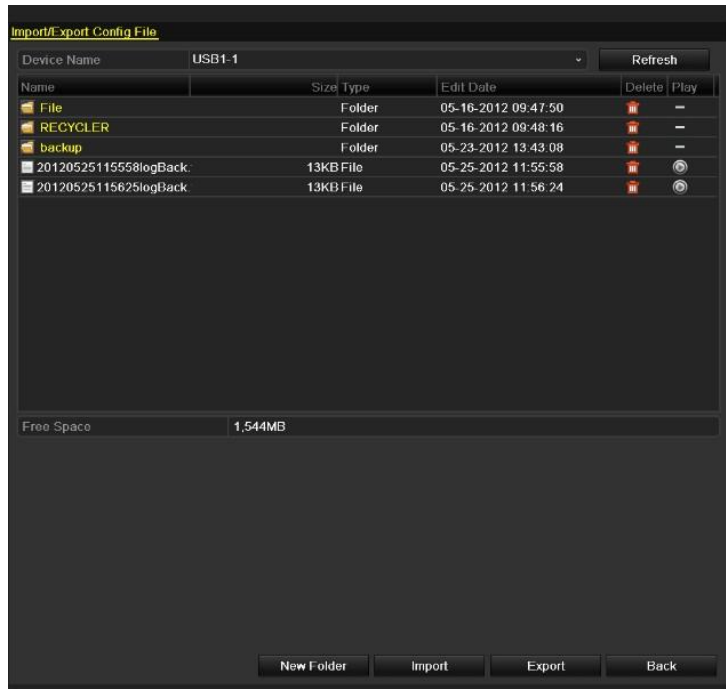 Import/Export Config File
Device Name USB1-1 Refresh
Name Size Type Edit Date Delete Play
File Folder 05-16-2012 09:47:50 –
RECYCLER Folder 05-16-2012 09:48:16 –
backup Folder 05-23-2012 13:43:08 –
20120525115558logBack. 13KB File 05-25-2012 11:55:58
20120525115625logBack. 13KB File 05-25-2012 11:56:24
Free Space 1,544MB
New Folder Import Export Back